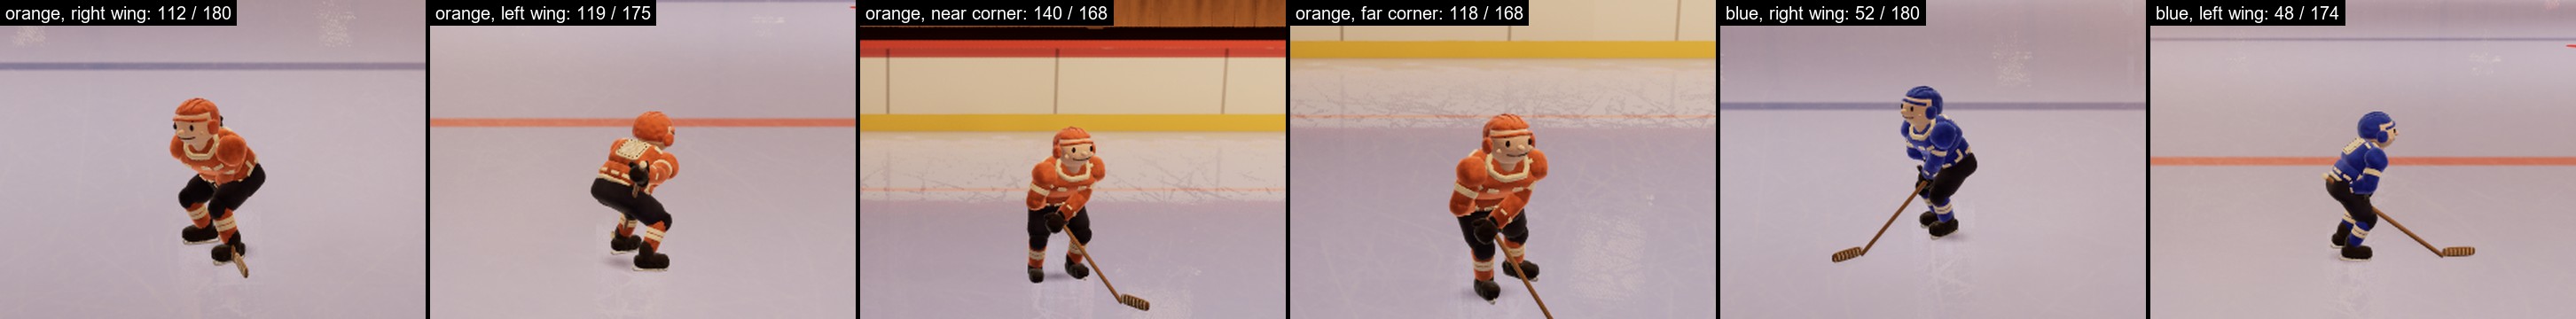 orange, right wing: 112 / 180
orange, left wing: 119 / 175
orange, near corner: 140 / 168
orange, far corner: 118 / 168
blue, right wing: 52 / 180
blue, left wing: 48 / 174